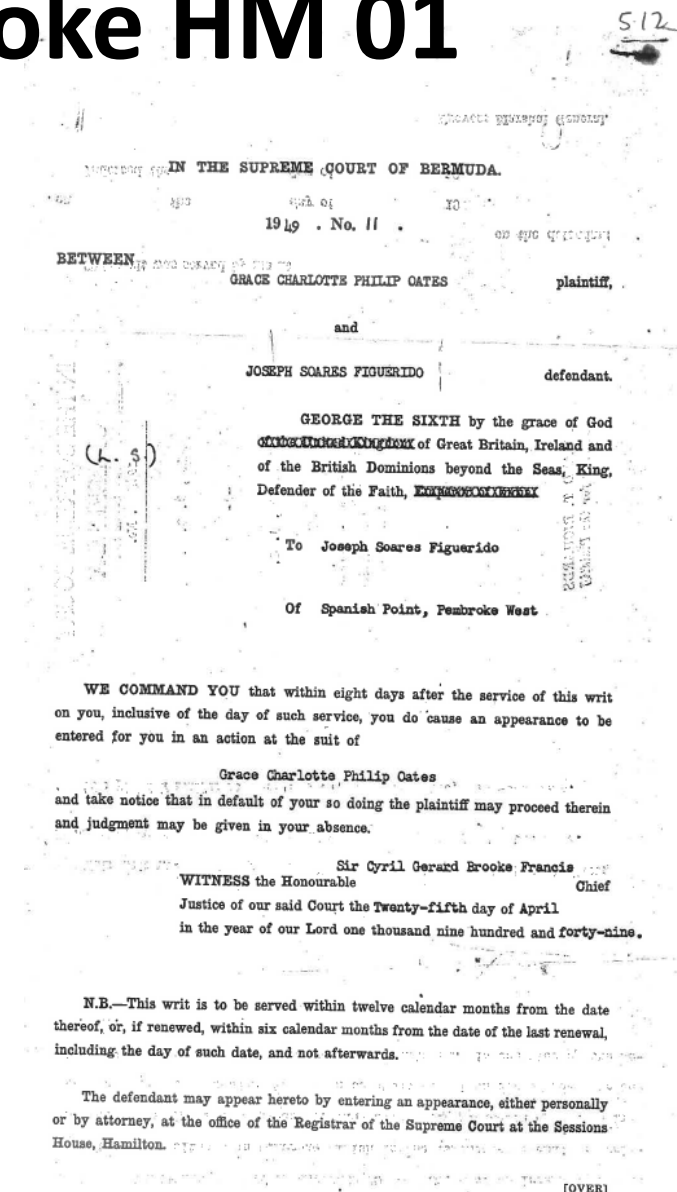 oke HM 01
512
IN THE SUPREME COURT OF BERMUDA.
1949 . No. 11 .
BETWEEN
GRACE CHARLOTTE PHILIP OATES plaintiff,
and
JOSEPH SOARES FIGUERIDO defendant.
GEORGE THE SIXTH by the grace of God
of the United Kingdom of Great Britain, Ireland and
(L. S.)
of the British Dominions beyond the Seas, King,
Defender of the Faith,
To Joseph Soares Figuerido
Of Spanish Point, Pembroke West
WE COMMAND YOU that within eight days after the service of this writ
on you, inclusive of the day of such service, you do cause an appearance to be
entered for you in an action at the suit of
Grace Charlotte Philip Oates
and take notice that in default of your so doing the plaintiff may proceed therein
and judgment may be given in your absence.
Sir Cyril Gerard Brooke Francis
WITNESS the Honourable Chief
Justice of our said Court the Twenty-fifth day of April
in the year of our Lord one thousand nine hundred and forty-nine.
N.B.—This writ is to be served within twelve calendar months from the date
thereof, or, if renewed, within six calendar months from the date of the last renewal,
including the day of such date, and not afterwards.
The defendant may appear hereto by entering an appearance, either personally
or by attorney, at the office of the Registrar of the Supreme Court at the Sessions
House, Hamilton.
[OVER]